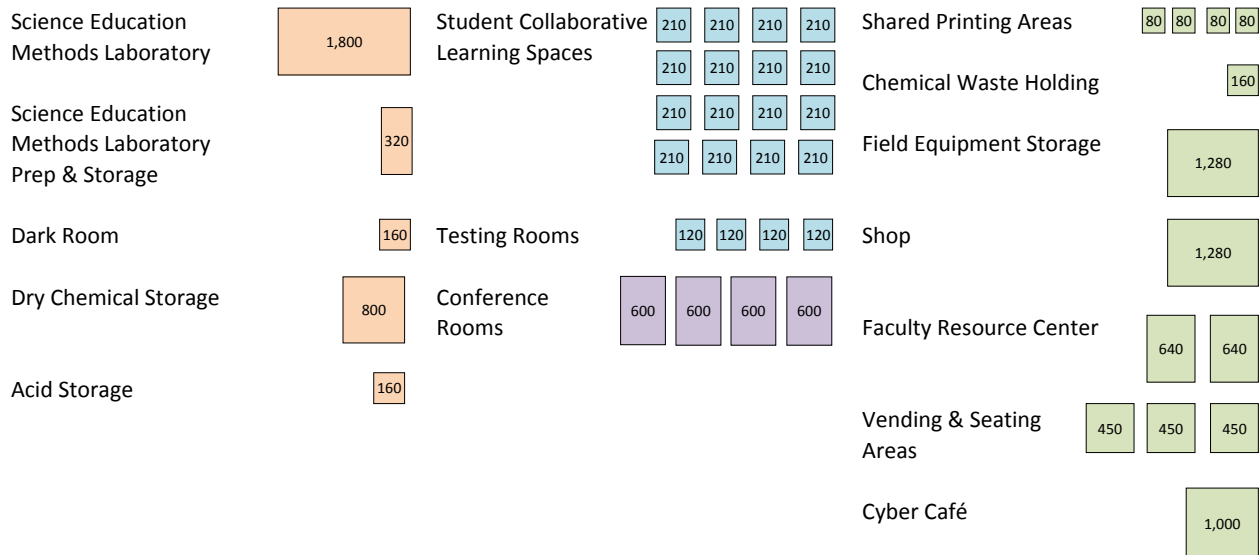 Science Education
Methods Laboratory
1,800
Science Education
Methods Laboratory
Prep & Storage
320
Dark Room
160
Dry Chemical Storage
800
Acid Storage
160
Student Collaborative
Learning Spaces
210 210 210 210
210 210 210 210
210 210 210 210
210 210 210 210
Testing Rooms
120 120 120 120
Conference
Rooms
600 600 600 600
Shared Printing Areas
80 80 80 80
Chemical Waste Holding
160
Field Equipment Storage
1,280
Shop
1,280
Faculty Resource Center
640 640
Vending & Seating
Areas
450 450 450
Cyber Café
1,000